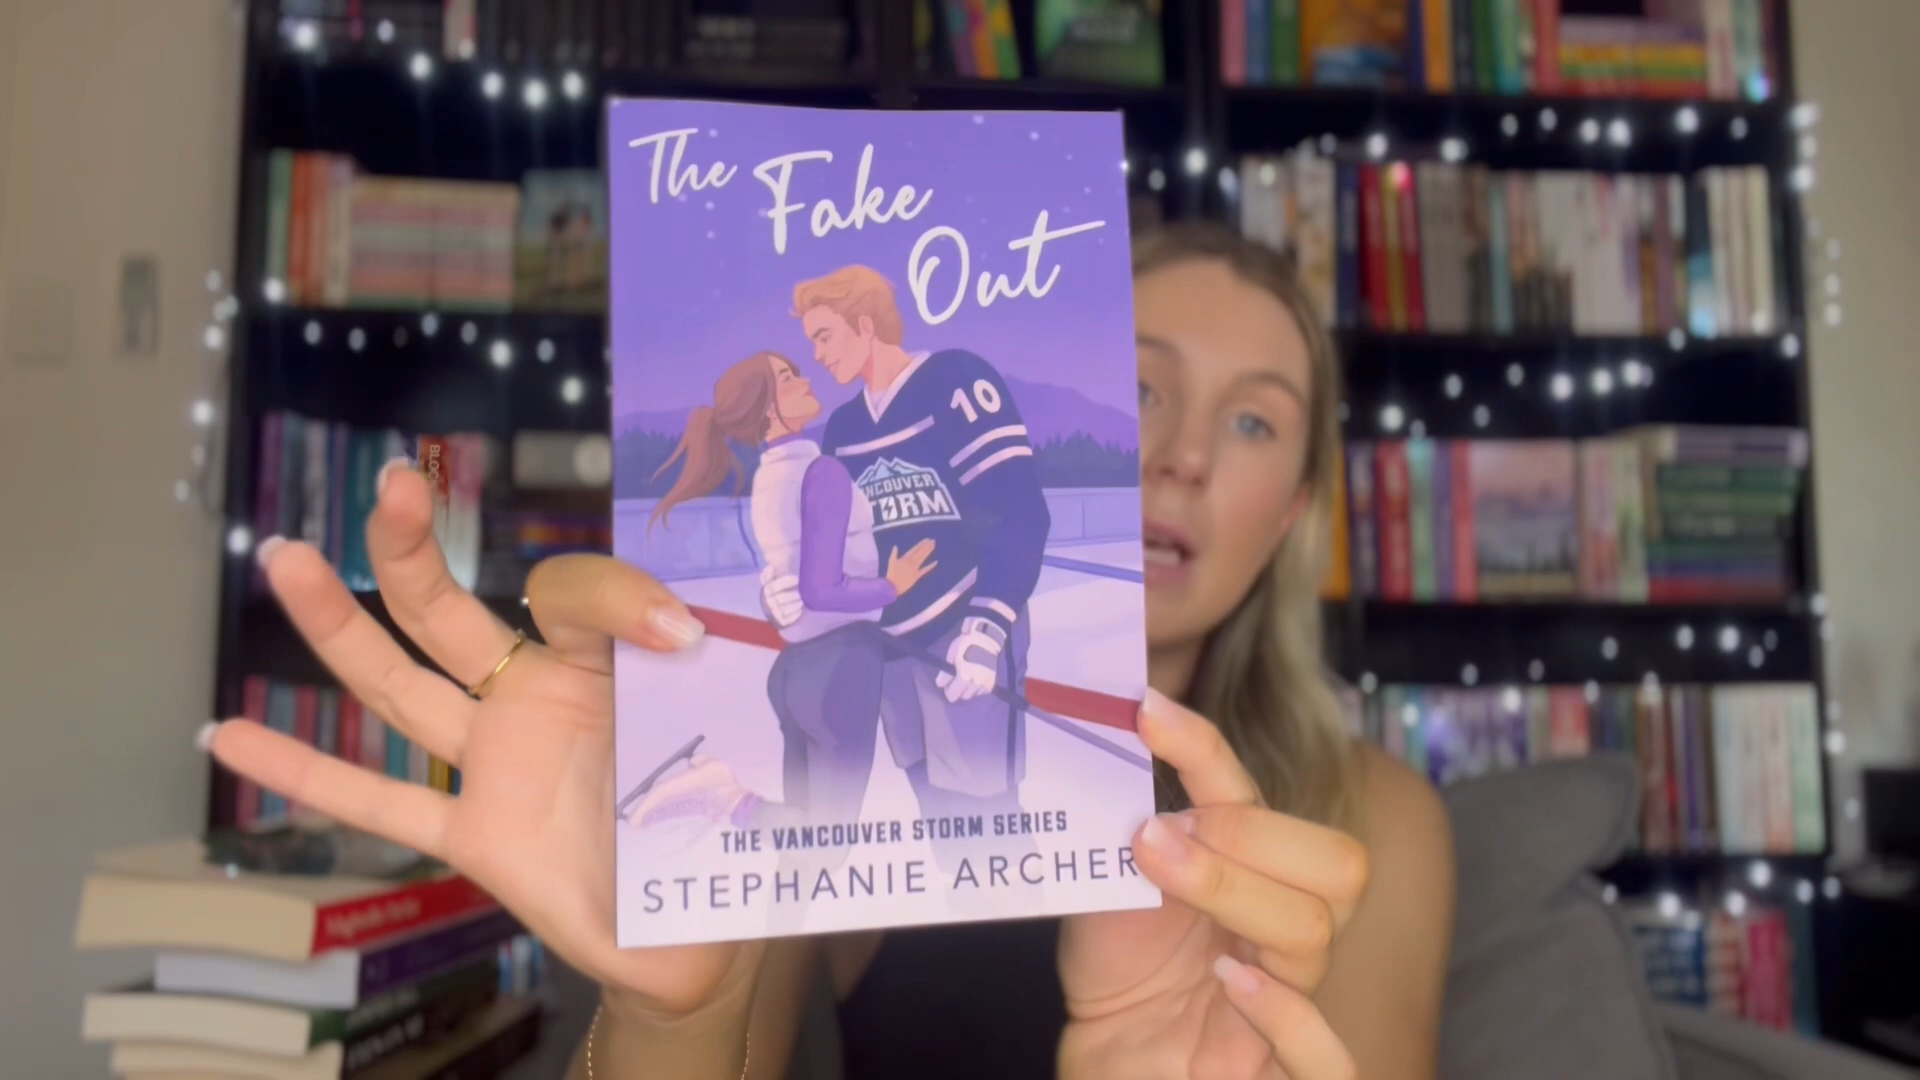 The
Fake
Out
10
VANCOUVER
STORM
THE VANCOUVER STORM SERIES
STEPHANIE ARCHER